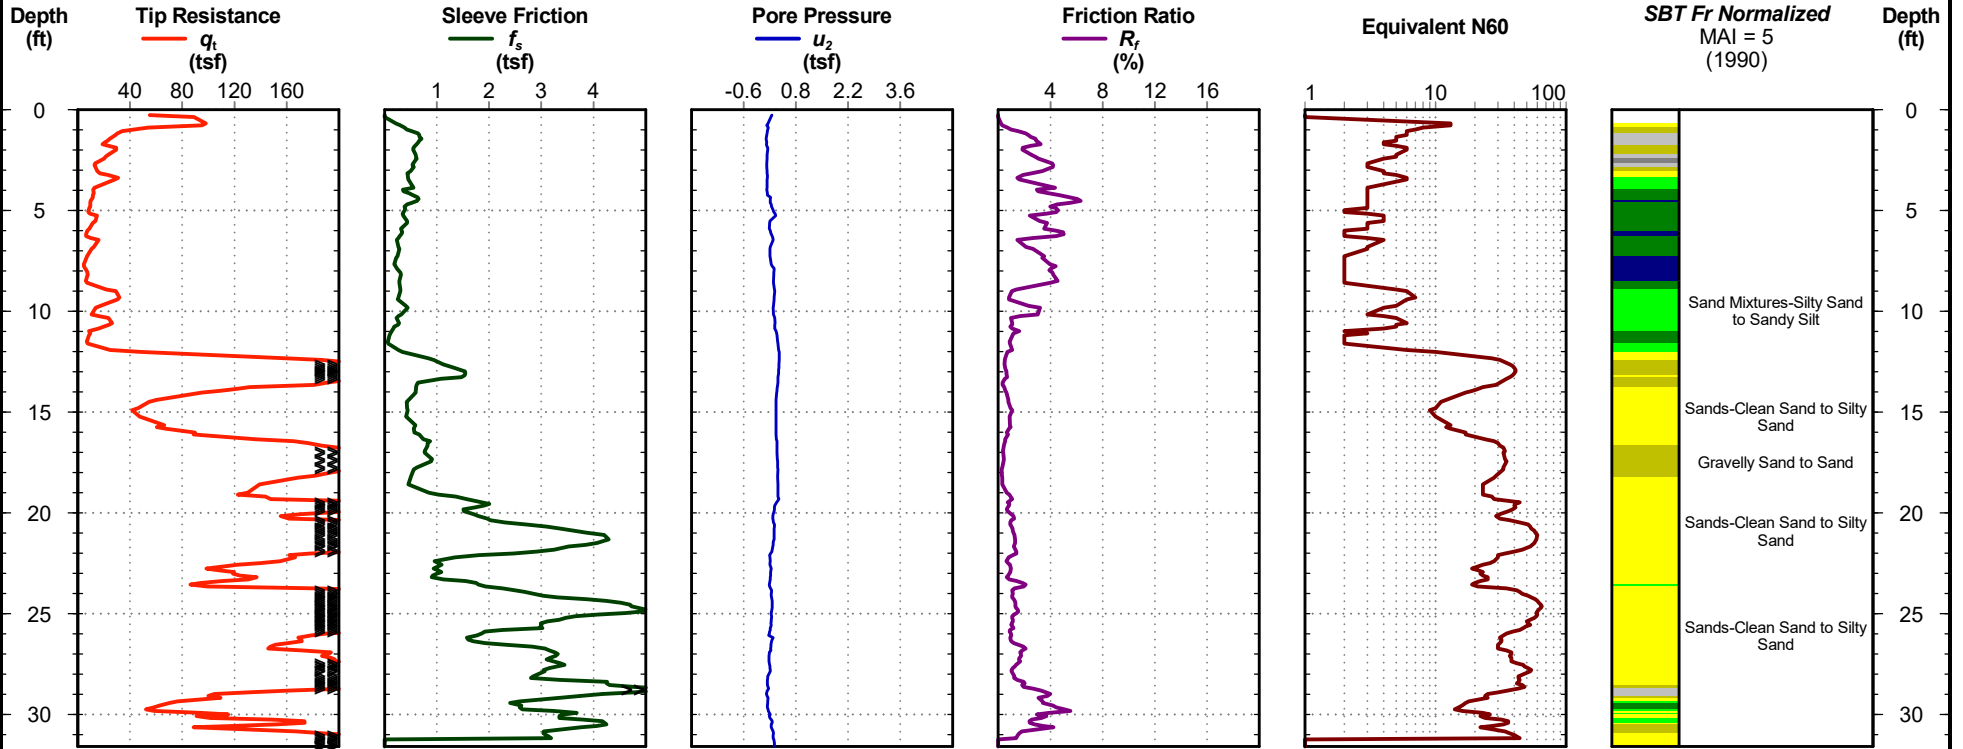 Depth
(ft)
Tip Resistance
qt
(tsf)
Sleeve Friction
fs
(tsf)
Pore Pressure
u2
(tsf)
Friction Ratio
Rf
(%)
Equivalent N60
SBT Fr Normalized
MAI = 5
(1990)
Depth
(ft)
40 80 120 160
1 2 3 4
-0.6 0.8 2.2 3.6
4 8 12 16
1 10 100
0 0
5 5
10 10
Sand Mixtures-Silty Sand
to Sandy Silt
15 15
Sands-Clean Sand to Silty
Sand
Gravelly Sand to Sand
20 20
Sands-Clean Sand to Silty
Sand
25 25
Sands-Clean Sand to Silty
Sand
30 30